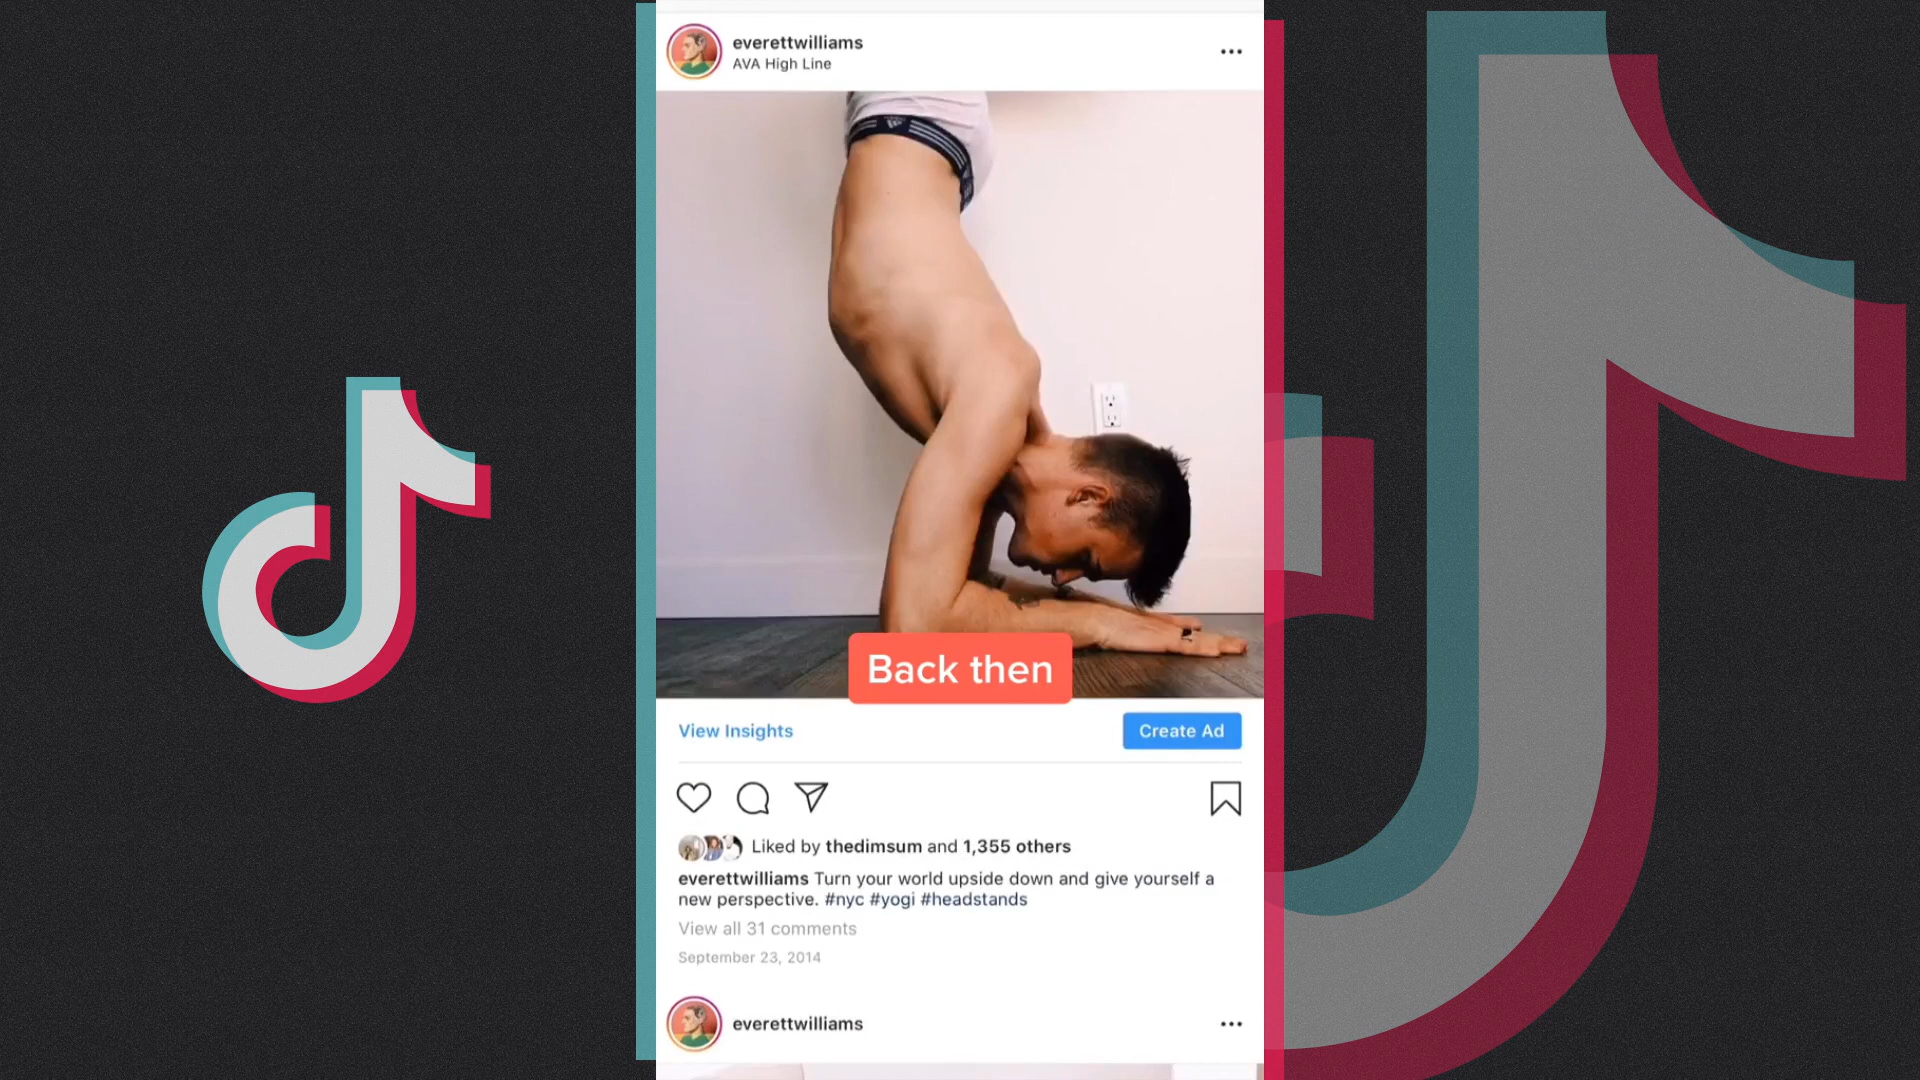 everettwilliams
AVA High Line
Back then
View Insights
Create Ad
Liked by thedimsum and 1,355 others
everettwilliams Turn your world upside down and give yourself a
new perspective. #nyc #yogi #headstands
View all 31 comments
September 23, 2014
everettwilliams